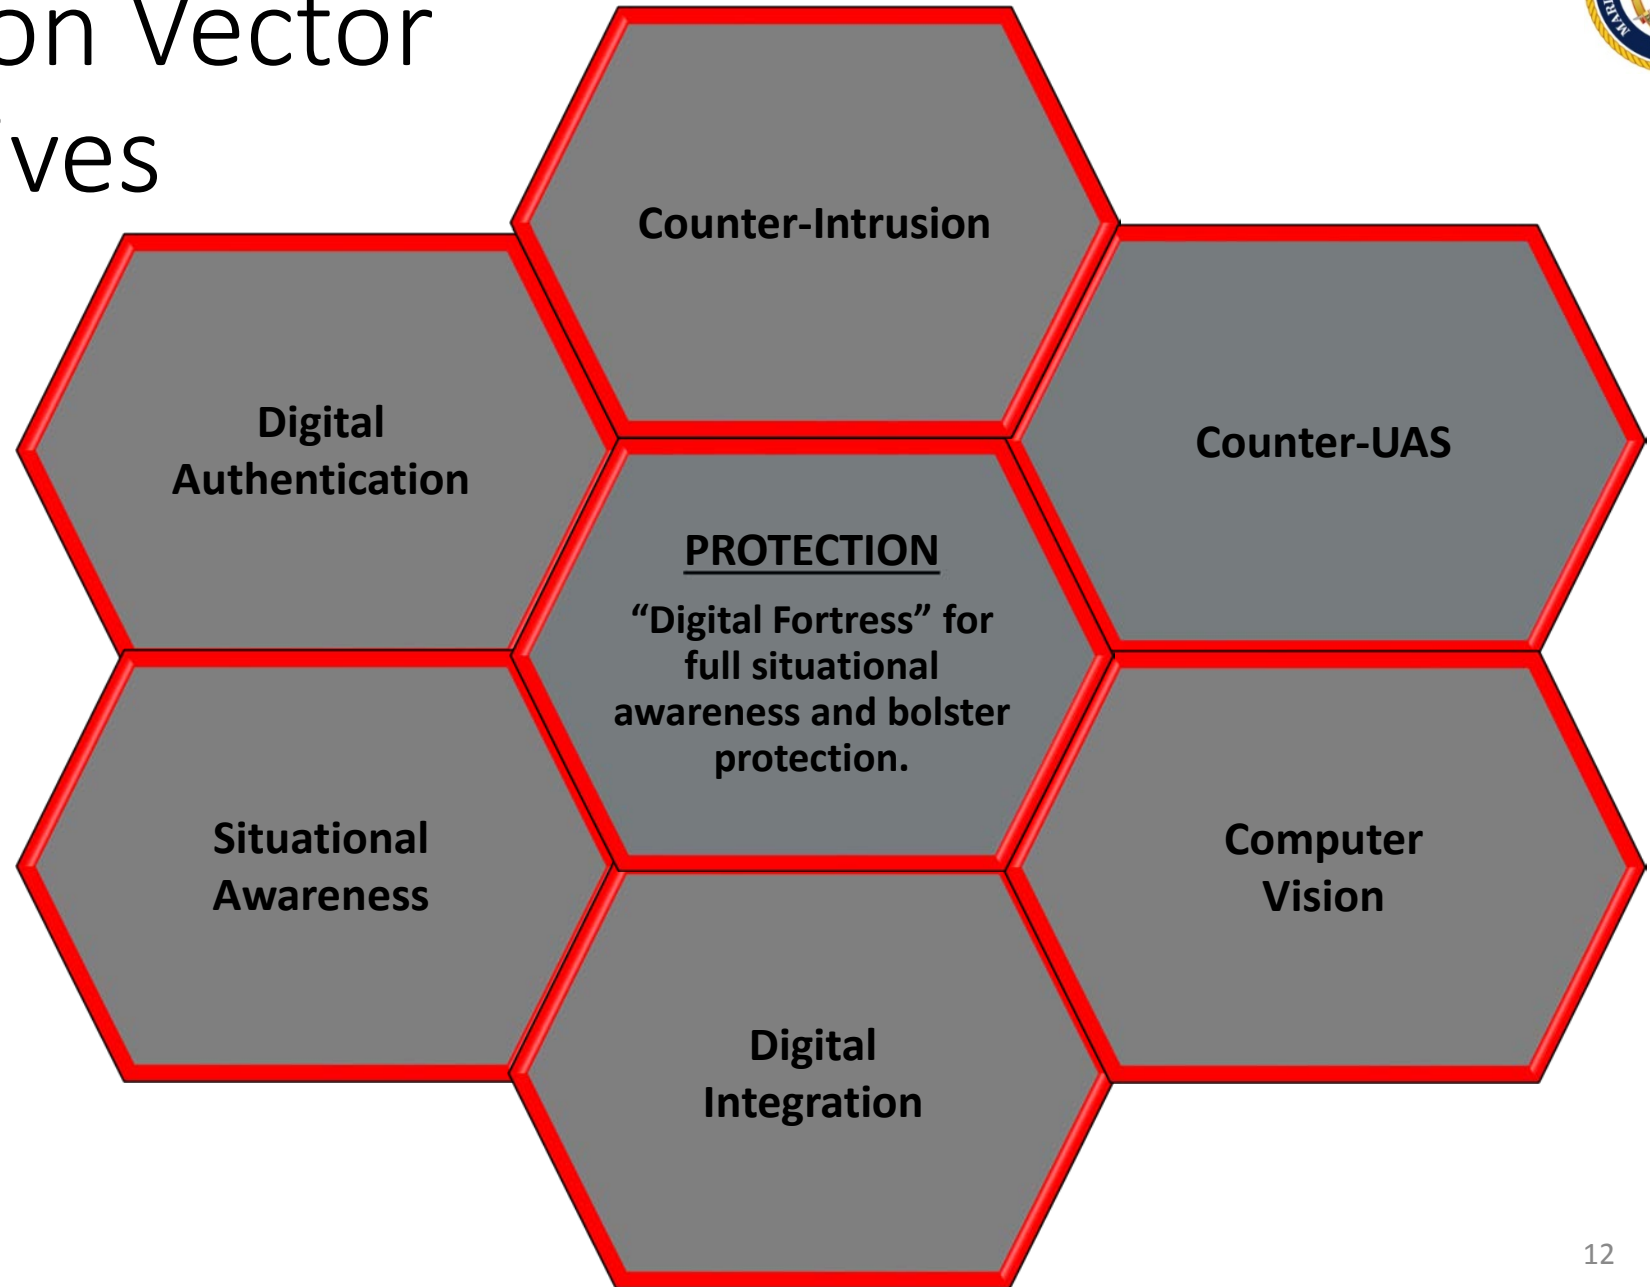 on Vector
ives
Counter-Intrusion
Digital
Authentication
Counter-UAS
PROTECTION
“Digital Fortress” for
full situational
awareness and bolster
protection.
Situational
Awareness
Computer
Vision
Digital
Integration
12